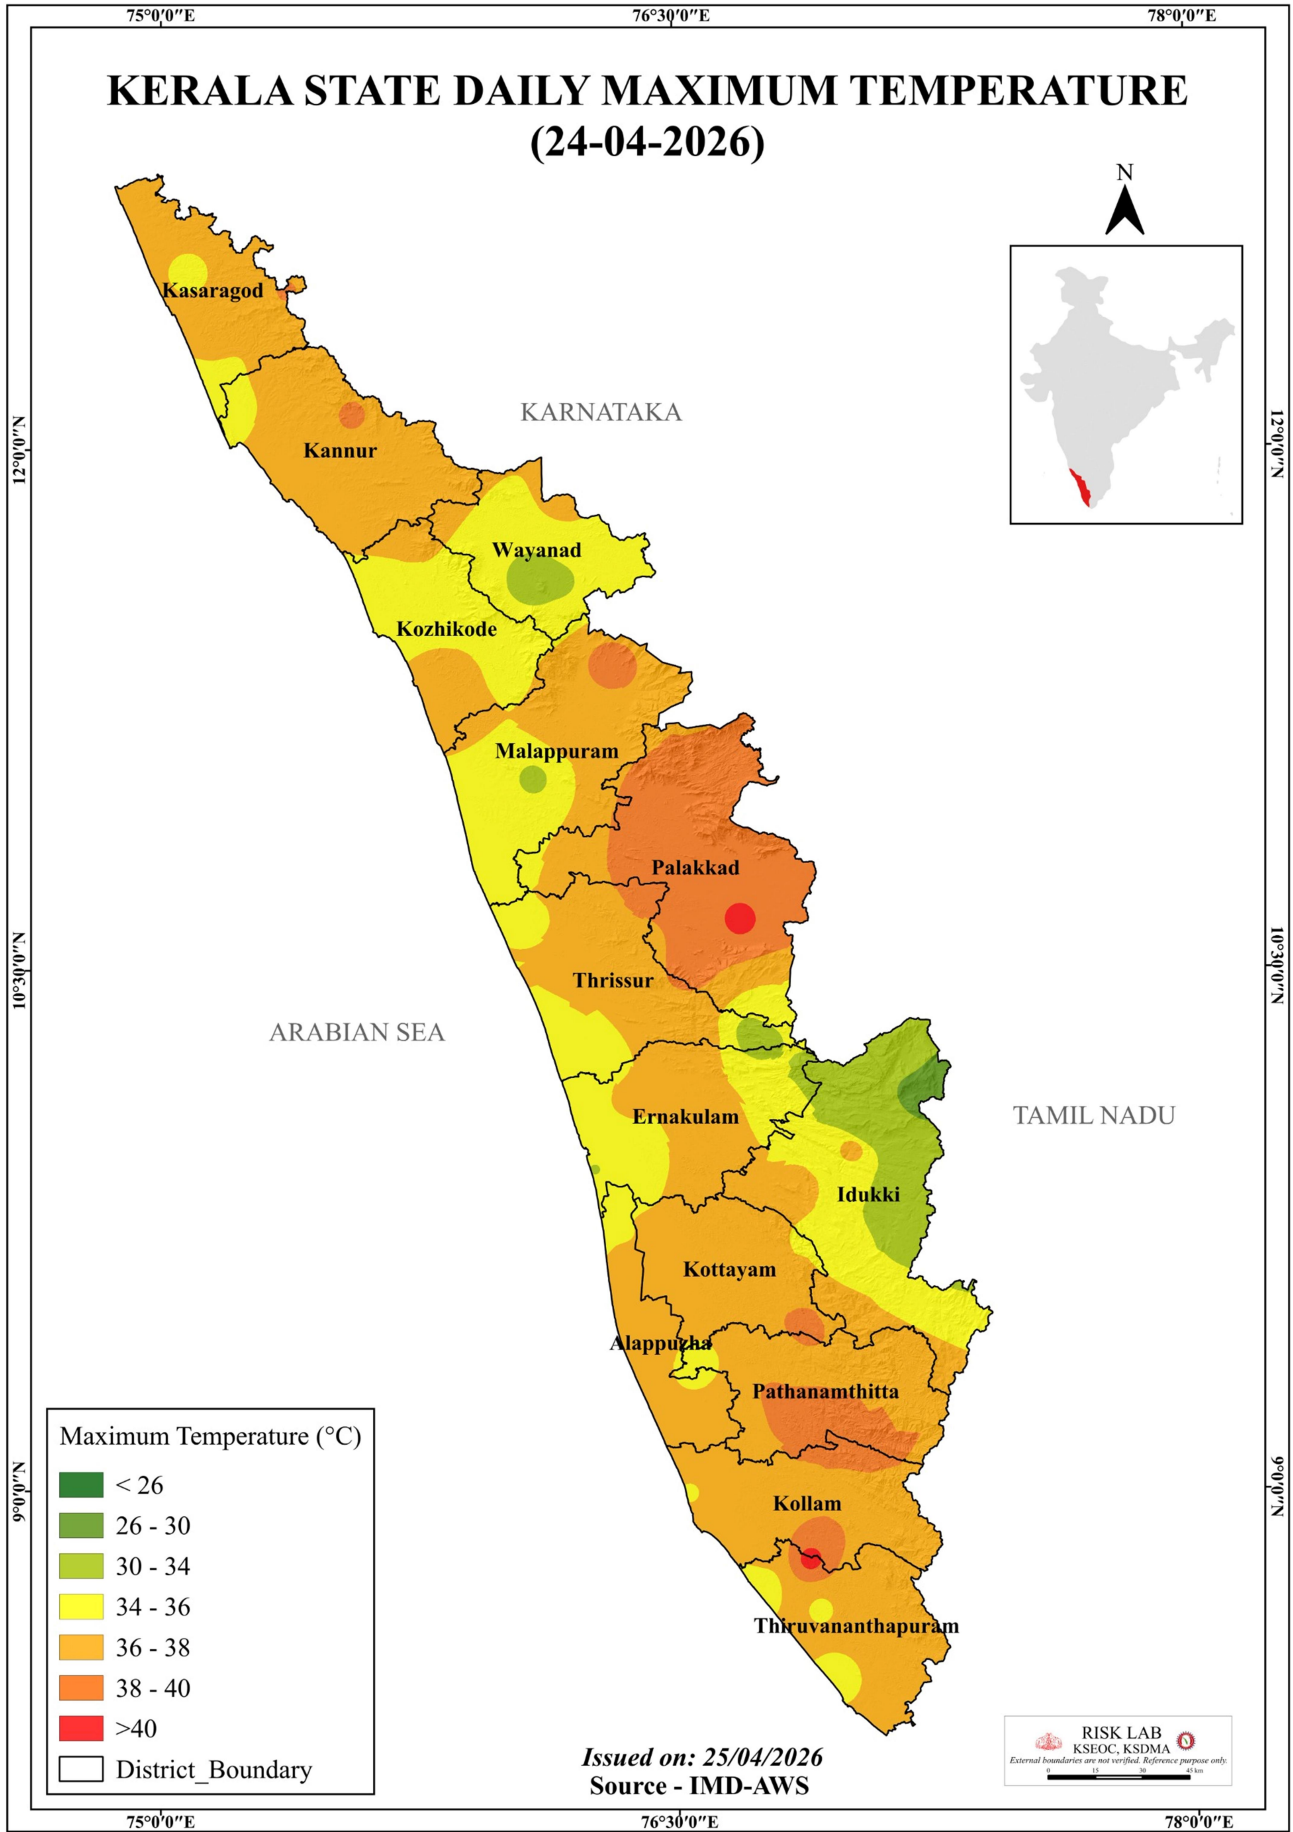 75°0'0"E 76°30'0"E 78°0'0"E
KERALA STATE DAILY MAXIMUM TEMPERATURE
(24-04-2026)
N
Kasaragod
KARNATAKA
12°0'0"N
12°0'0"N
Kannur
Wayanad
Kozhikode
Malappuram
Palakkad
10°30'0"N
10°30'0"N
Thrissur
ARABIAN SEA
Ernakulam
TAMIL NADU
Idukki
Kottayam
Alappuzha
Pathanamthitta
9°0'0"N
9°0'0"N
Kollam
Thiruvananthapuram
Maximum Temperature (°C)
< 26
26 - 30
30 - 34
34 - 36
36 - 38
38 - 40
>40
District_Boundary
Issued on: 25/04/2026
Source - IMD-AWS
RISK LAB
KSEOC, KSDMA
External boundaries are not verified. Reference purpose only.
0 15 30 45 km
75°0'0"E 76°30'0"E 78°0'0"E